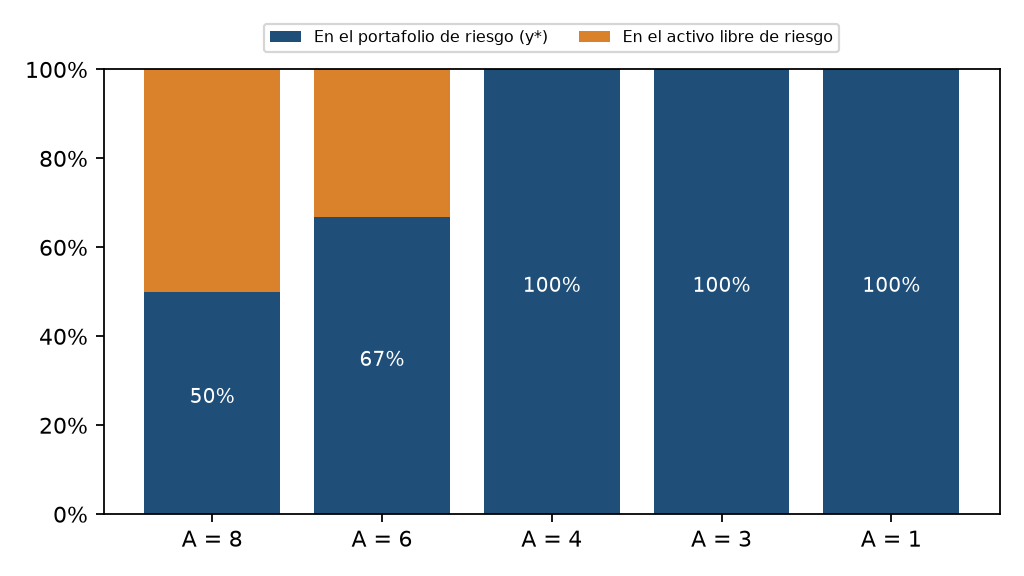 En el portafolio de riesgo (y*) En el activo libre de riesgo
100%
80%
60%
40%
20%
0%
50%
67%
100%
100%
100%
A = 8
A = 6
A = 4
A = 3
A = 1